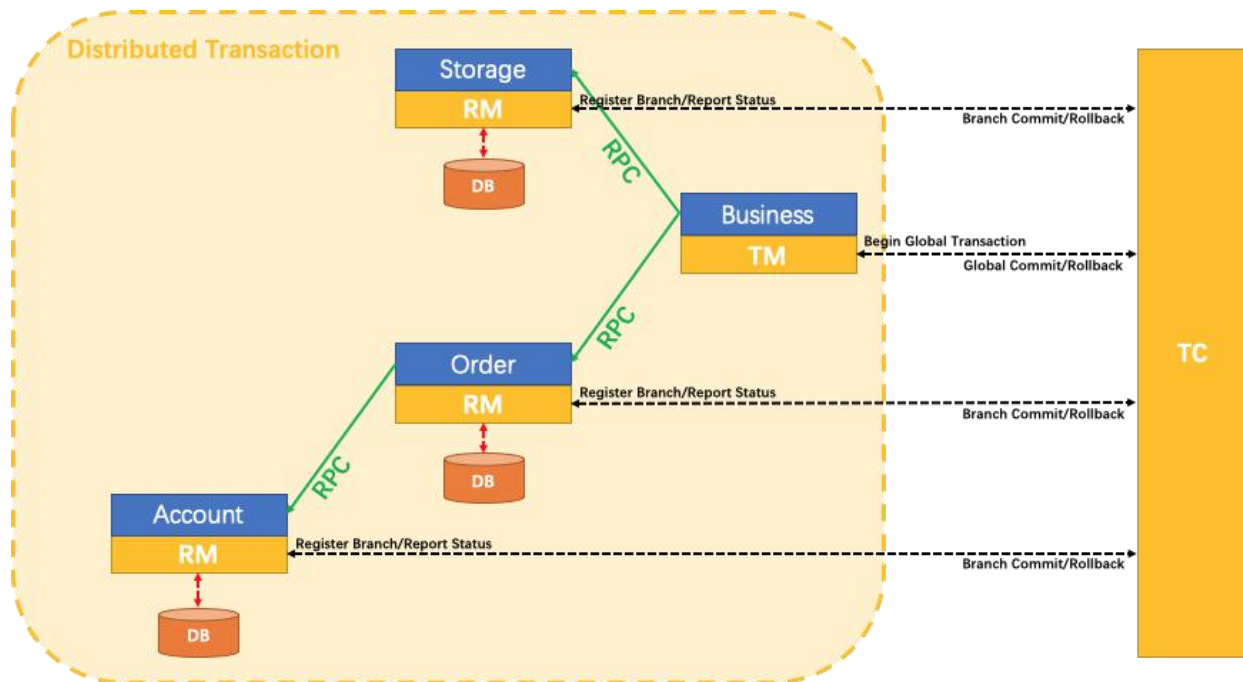 Distributed Transaction
Storage
RM
Register Branch/Report Status
Branch Commit/Rollback
DB
RPC
Business
TM
Begin Global Transaction
Global Commit/Rollback
RPC
TC
Order
RM
Register Branch/Report Status
Branch Commit/Rollback
DB
RPC
Account
RM
Register Branch/Report Status
Branch Commit/Rollback
DB